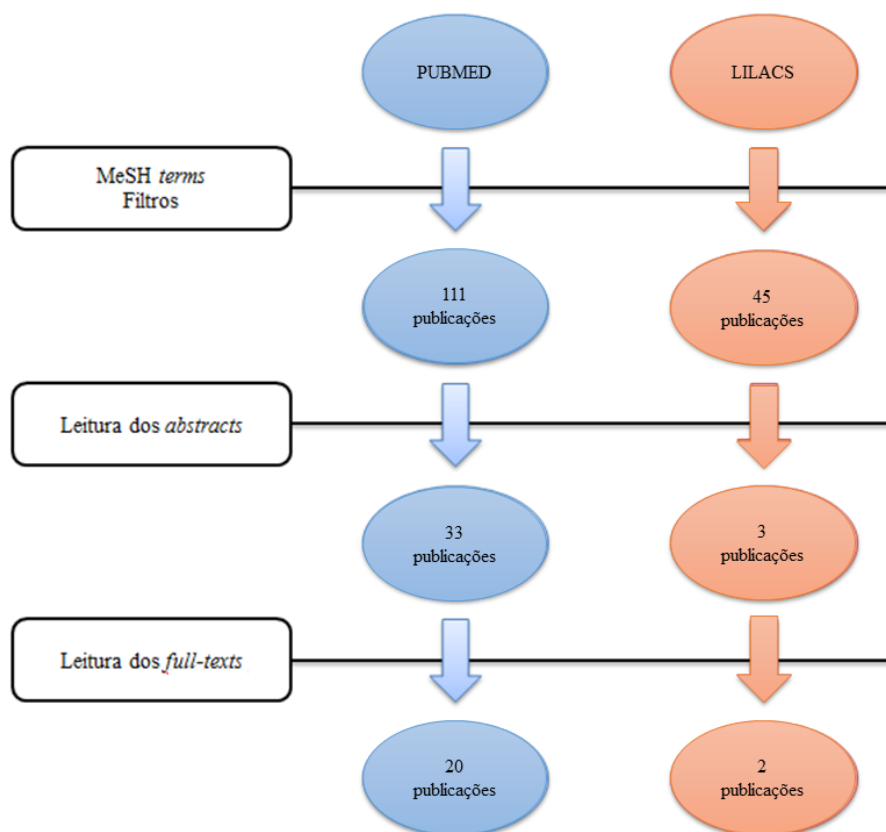 PUBMED
LILACS
MeSH terms
Filtros
111
publicações
45
publicações
Leitura dos abstracts
33
publicações
3
publicações
Leitura dos full-texts
20
publicações
2
publicações